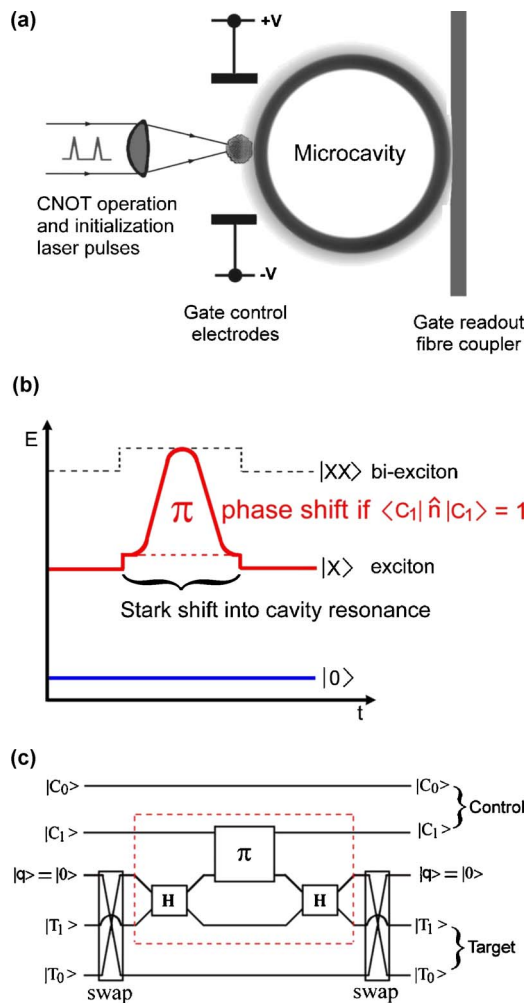 (a)
+V
Microcavity
CNOT operation
and initialization
laser pulses
-V
Gate control
electrodes
Gate readout
fibre coupler
(b)
E
|XX> bi-exciton
π phase shift if <C₁| n̂ |C₁> = 1
|X> exciton
Stark shift into cavity resonance
|0>
t
(c)
|C₀> |C₀>
Control
|C₁> π |C₁>
|q> = |0> |q> = |0>
H H
|T₁> |T₁>
Target
|T₀> |T₀>
swap swap